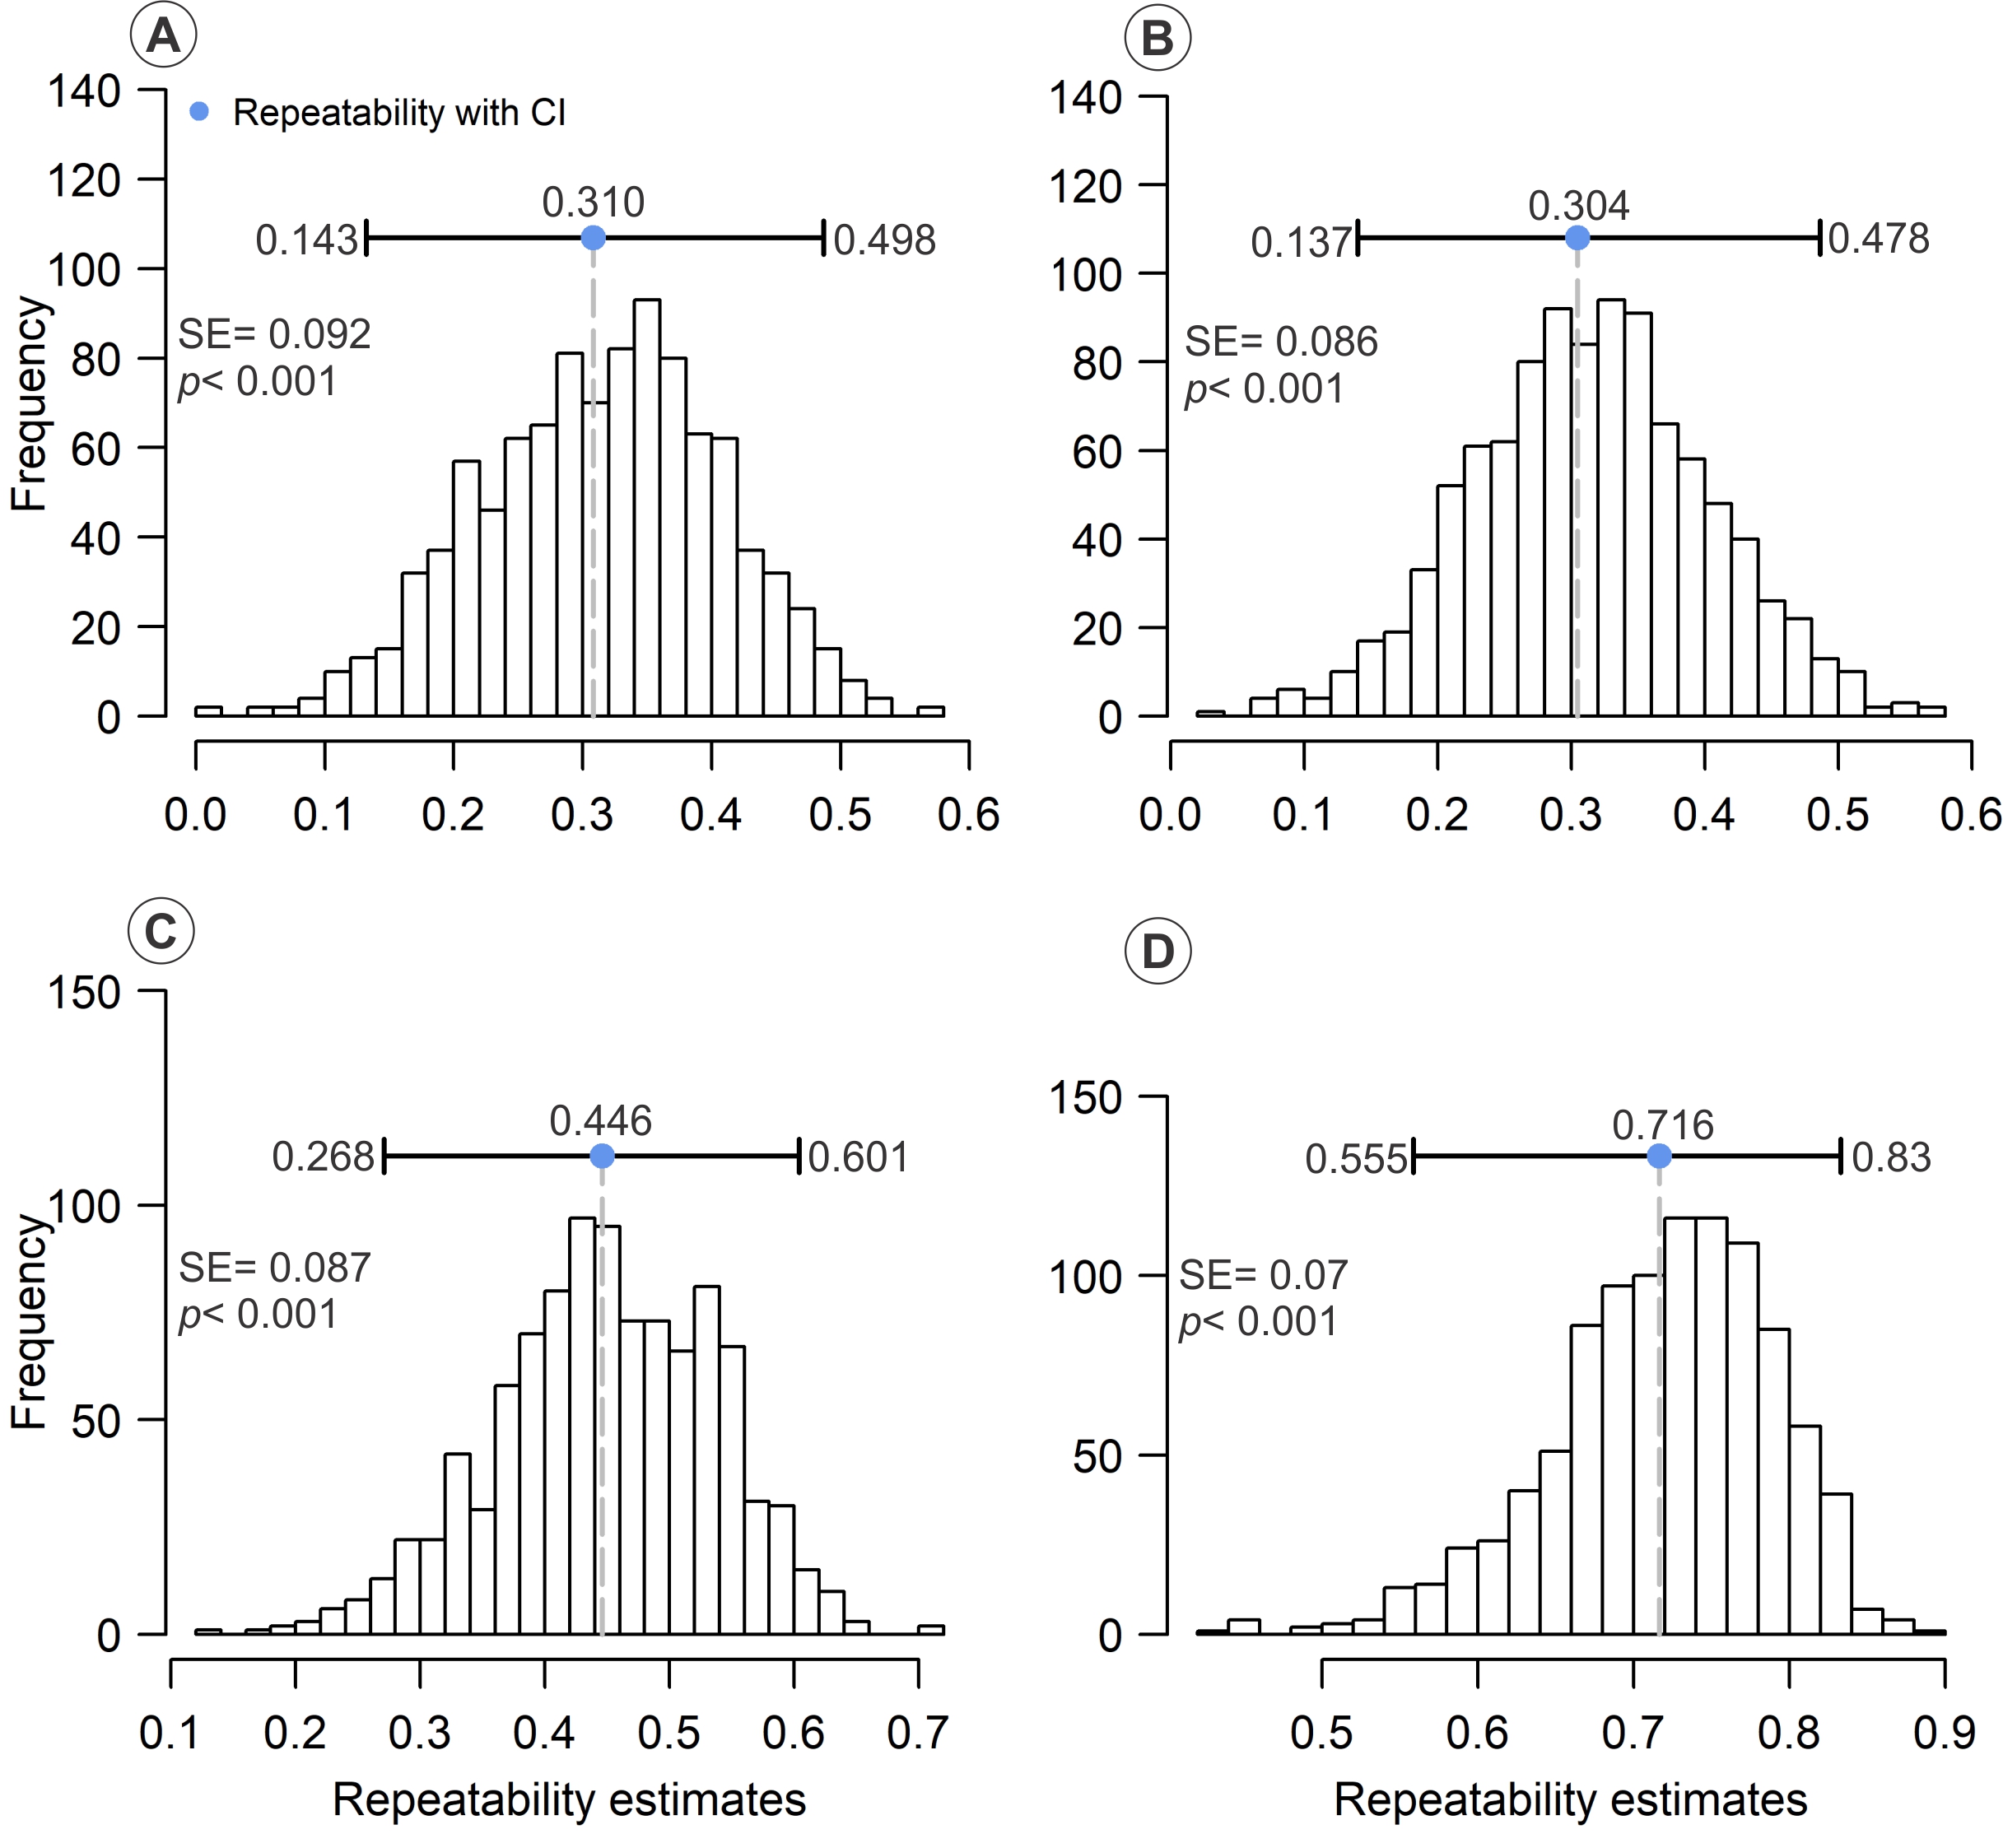 A
140
120
100
80
60
40
20
0
Frequency
Repeatability with CI
0.310
0.143
0.498
SE= 0.092
p< 0.001
0.0 0.1 0.2 0.3 0.4 0.5 0.6
B
140
120
100
80
60
40
20
0
0.304
0.137
0.478
SE= 0.086
p< 0.001
0.0 0.1 0.2 0.3 0.4 0.5 0.6
C
150
100
50
0
Frequency
0.446
0.268
0.601
SE= 0.087
p< 0.001
0.1 0.2 0.3 0.4 0.5 0.6 0.7
Repeatability estimates
D
150
100
50
0
0.716
0.555
0.83
SE= 0.07
p< 0.001
0.5 0.6 0.7 0.8 0.9
Repeatability estimates